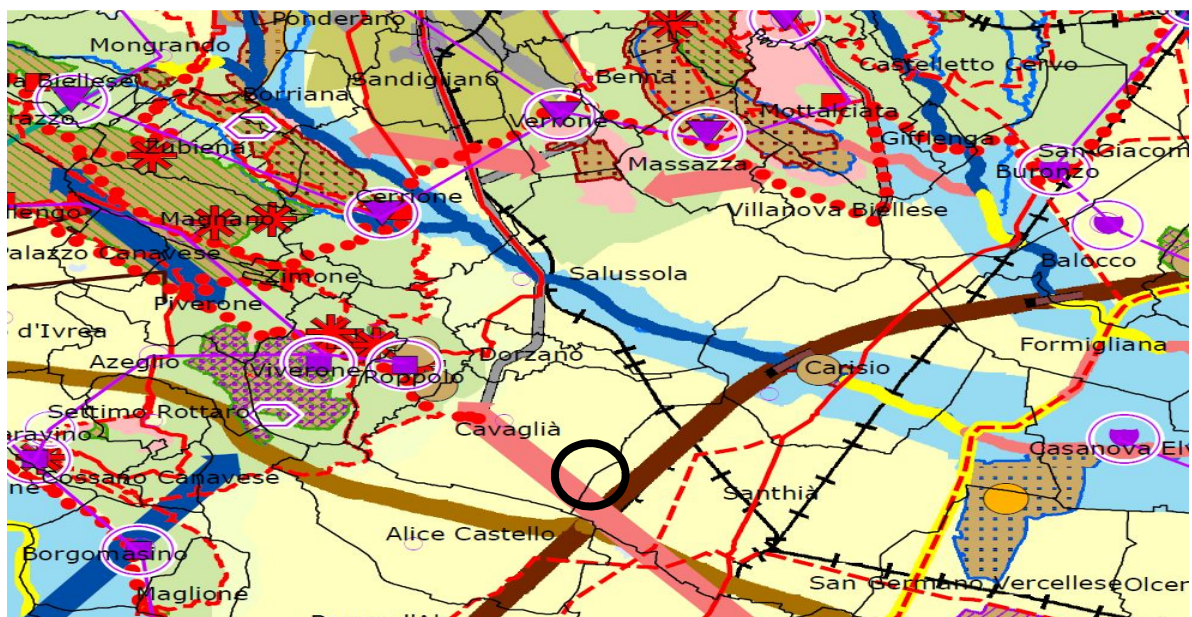 Ponderano
Mongrando
Castelletto Cervo
Sandigliano
Benna
Borriana
Mottalciata
Verrone
Zubiena
Gifflenga
Massazza
Buronzo
Cerrione
Villanova Biellese
Magnano
Palazzo Canavese
Balocco
Zimone
Salussola
Piverone
d'Ivrea
Formigliana
Azeglio
Dorzano
Viverone
Roppolo
Carisio
Settimo Rottaro
Cavaglià
Cossano Canavese
Santhià
Alice Castello
Borgomasino
San Germano Vercellese
Maglione